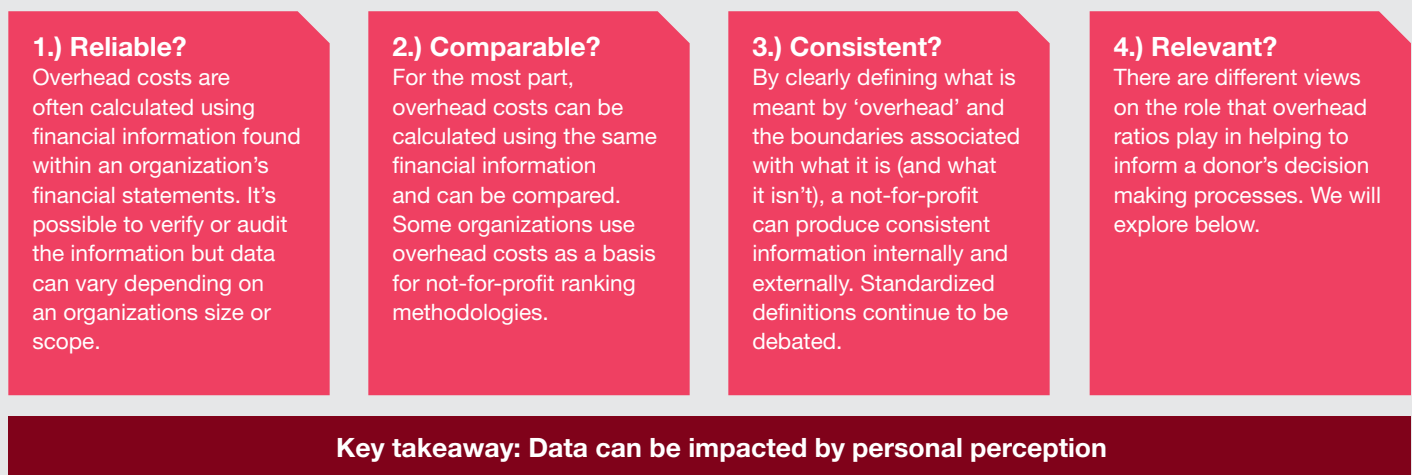 1.) Reliable?
Overhead costs are
often calculated using
financial information found
within an organization's
financial statements. It's
possible to verify or audit
the information but data
can vary depending on
an organizations size or
scope.
2.) Comparable?
For the most part,
overhead costs can be
calculated using the same
financial information
and can be compared.
Some organizations use
overhead costs as a basis
for not-for-profit ranking
methodologies.
3.) Consistent?
By clearly defining what is
meant by ‘overhead’ and
the boundaries associated
with what it is (and what
it isn’t), a not-for-profit
can produce consistent
information internally and
externally. Standardized
definitions continue to be
debated.
4.) Relevant?
There are different views
on the role that overhead
ratios play in helping to
inform a donor’s decision
making processes. We will
explore below.
Key takeaway: Data can be impacted by personal perception